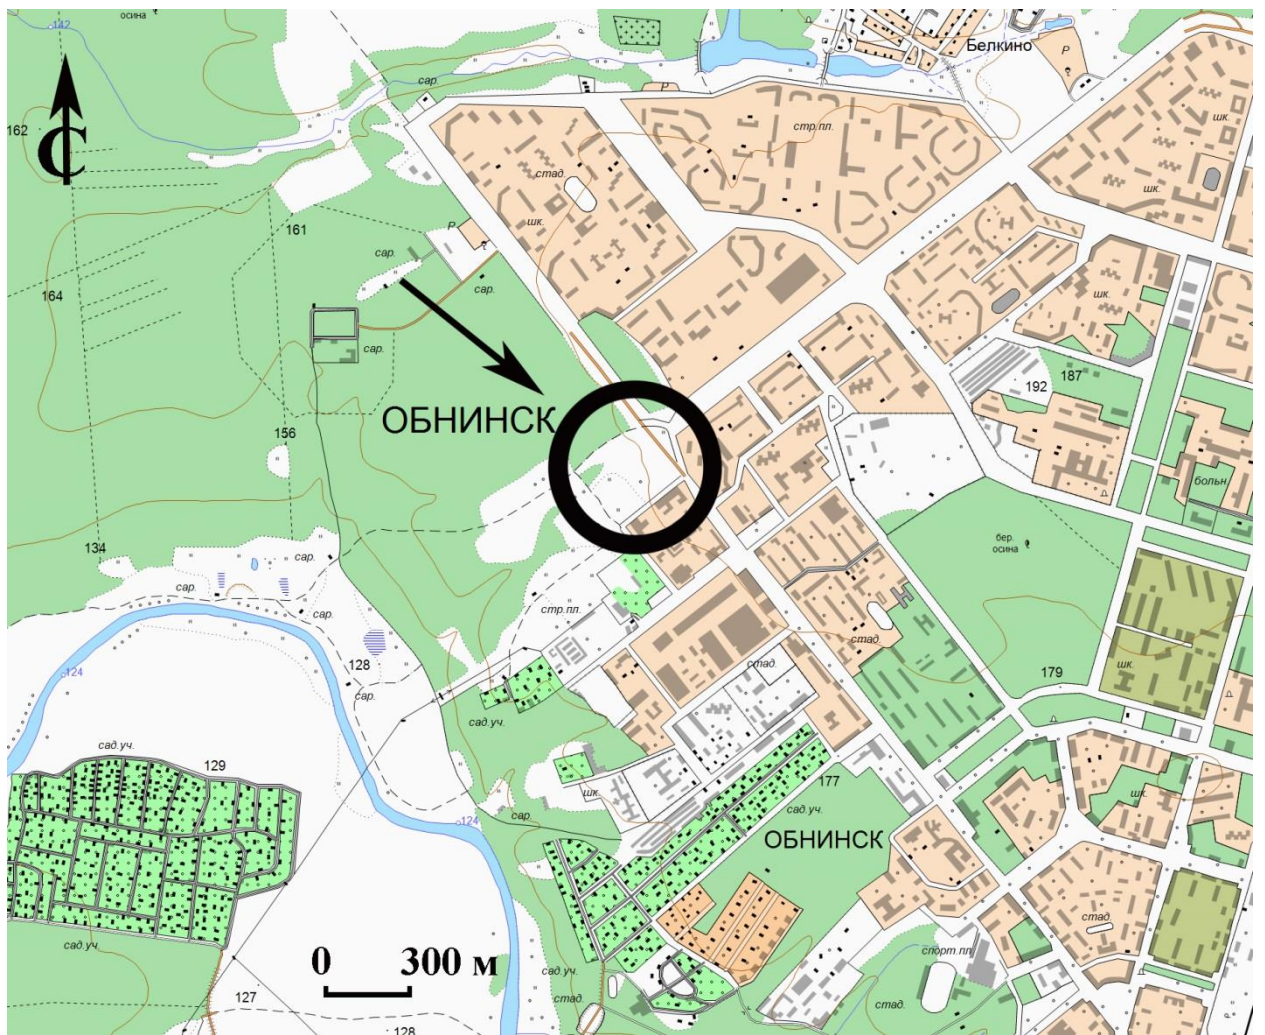 осина
142
Белкино
Р
сар.
Р
162
С
стр.пл.
шк.
стад.
шк.
шк.
161
Р
сар.
сар.
164
шк.
сар.
187
192
ОБНИНСК
156
больн.
134
бер.
осина
сар.
сар.
сар.
стр.пл.
стад.
128
124
сар.
стад.
шк.
179
сад.уч.
сад.уч.
129
177
шк.
шк.
сад.уч.
124
сар.
ОБНИНСК
стад.
сад.уч.
0 300 м
спорт.пл.
сад.уч.
127
стад.
стад.
128